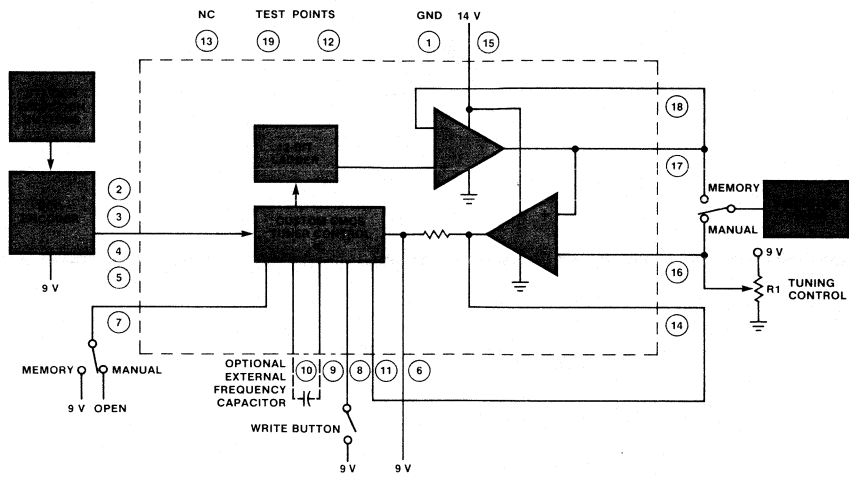 NC TEST POINTS GND 14 V
13 19 12 1 15
18
17
2
3
4
5
9 V
MEMORY
MANUAL
9 V
16
R1 TUNING
CONTROL
7
14
MEMORY MANUAL
9 V OPEN
OPTIONAL
EXTERNAL
FREQUENCY
CAPACITOR
10 9 8 11 6
WRITE BUTTON
9 V 9 V